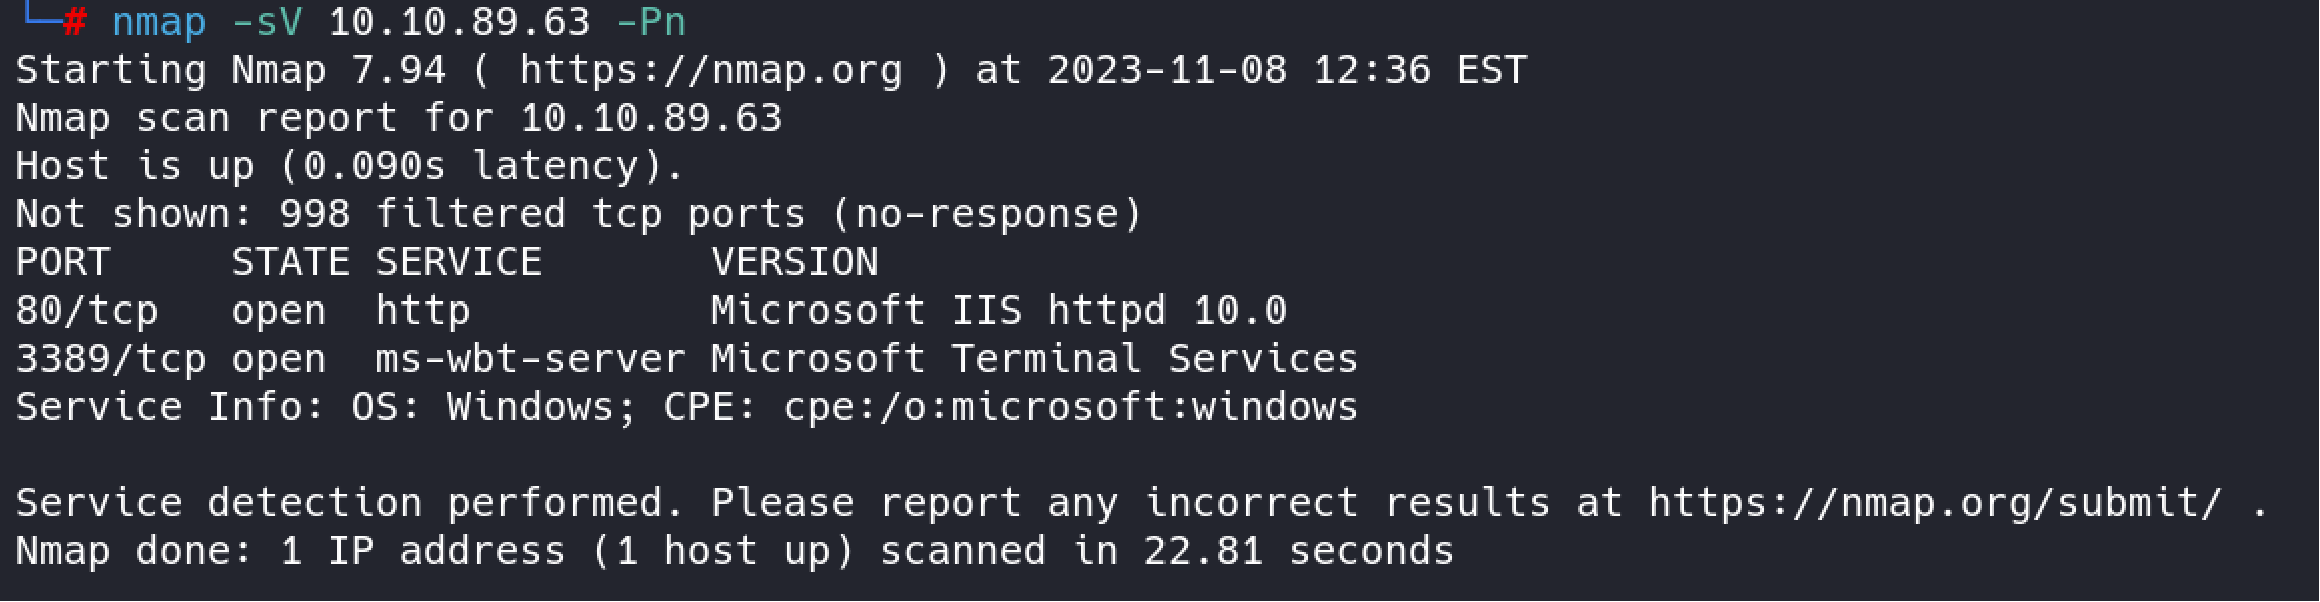 └─# nmap -sV 10.10.89.63 -Pn
Starting Nmap 7.94 ( https://nmap.org ) at 2023-11-08 12:36 EST
Nmap scan report for 10.10.89.63
Host is up (0.090s latency).
Not shown: 998 filtered tcp ports (no-response)
PORT     STATE SERVICE       VERSION
80/tcp   open  http          Microsoft IIS httpd 10.0
3389/tcp open  ms-wbt-server Microsoft Terminal Services
Service Info: OS: Windows; CPE: cpe:/o:microsoft:windows

Service detection performed. Please report any incorrect results at https://nmap.org/submit/ .
Nmap done: 1 IP address (1 host up) scanned in 22.81 seconds